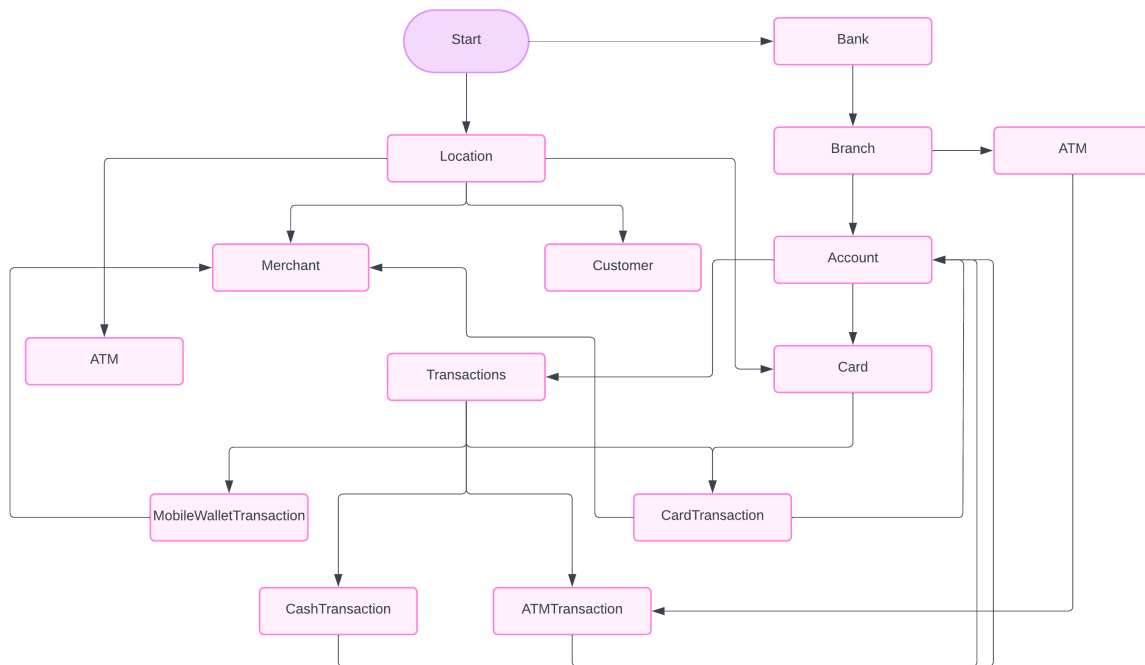 Start
Bank
Location
Branch
ATM
Merchant
Customer
Account
ATM
Transactions
Card
MobileWalletTransaction
CardTransaction
CashTransaction
ATMTransaction